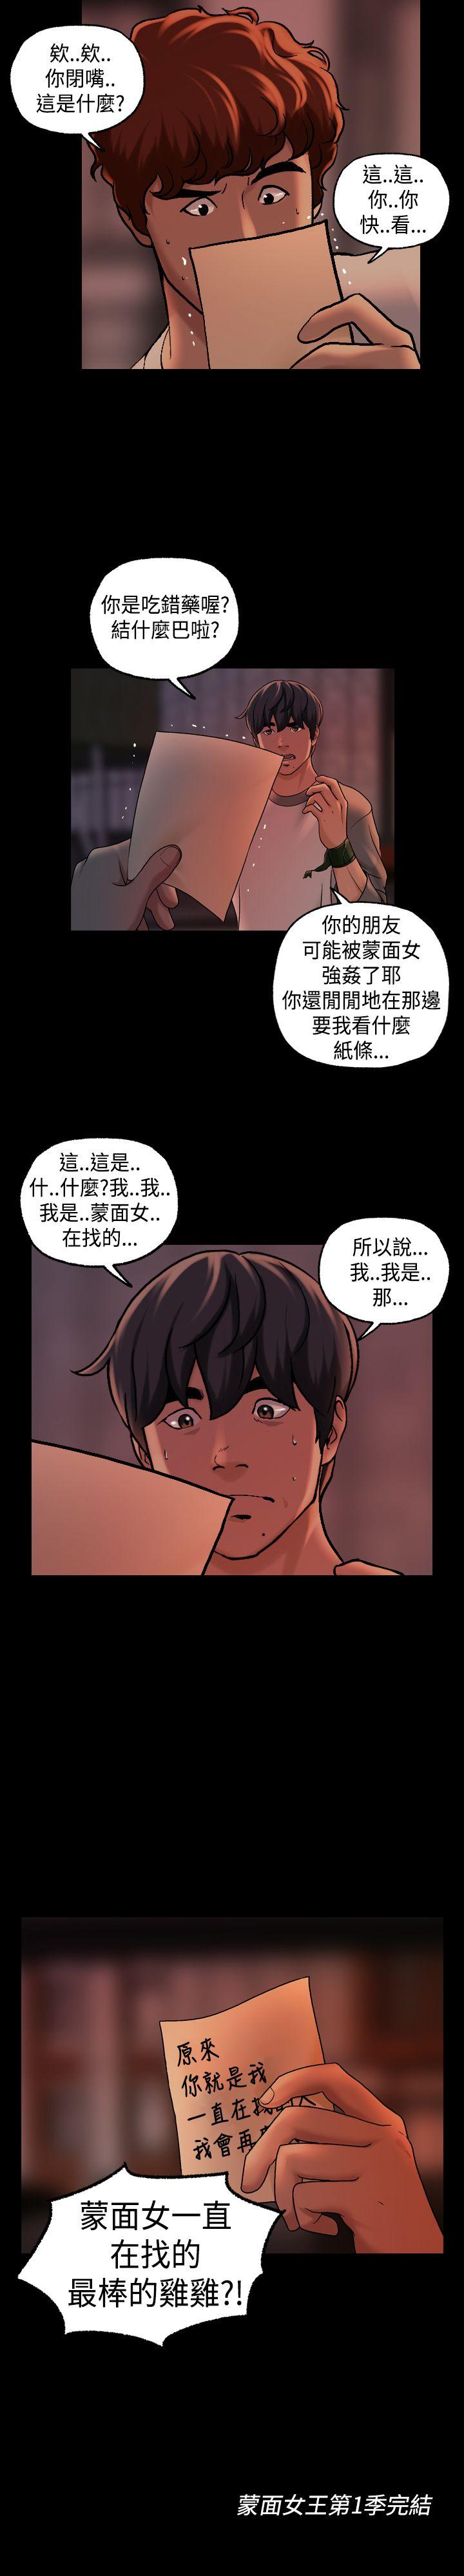 欸..欸..
你閉嘴..
這是什麼?
這..這..
你..你
快..看...
你是吃錯藥喔?
結什麼巴啦?
你的朋友
可能被蒙面女
強姦了耶
你還閒閒地在那邊
要我看什麼
紙條...
這..這是..
什..什麼?我..我..
我是..蒙面女..
在找的...
所以說...
我..我是..
那...
原來
你就是我
一直在找
我會再
蒙面女一直
在找的
最棒的雞雞?!
蒙面女王第1季完結